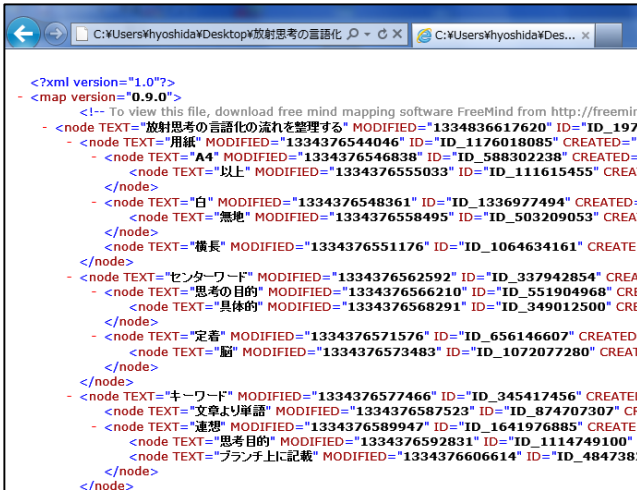 C:¥Users¥hyoshida¥Desktop¥放射思考の言語化
C:¥Users¥hyoshida¥Des...
<?xml version="1.0"?>
- <map version="0.9.0">
<!-- To view this file, download free mind mapping software FreeMind from http://freemin
- <node TEXT="放射思考の言語化の流れを整理する" MODIFIED="1334836617620" ID="ID_197
- <node TEXT="用紙" MODIFIED="1334376544046" ID="ID_1176018085" CREATED="
- <node TEXT="A4" MODIFIED="1334376546838" ID="ID_588302238" CREATED=
<node TEXT="以上" MODIFIED="1334376555033" ID="ID_111615455" CREA
</node>
- <node TEXT="白" MODIFIED="1334376548361" ID="ID_1336977494" CREATED=
<node TEXT="無地" MODIFIED="1334376558495" ID="ID_503209053" CREA
</node>
<node TEXT="横長" MODIFIED="1334376551176" ID="ID_1064634161" CREATE
</node>
- <node TEXT="センターワード" MODIFIED="1334376562592" ID="ID_337942854" CREA
- <node TEXT="思考の目的" MODIFIED="1334376566210" ID="ID_551904968" CRE
<node TEXT="具体的" MODIFIED="1334376568291" ID="ID_349012500" CRE
</node>
- <node TEXT="定着" MODIFIED="1334376571576" ID="ID_656146607" CREATED
<node TEXT="脳" MODIFIED="1334376573483" ID="ID_1072077280" CREAT
</node>
</node>
- <node TEXT="キーワード" MODIFIED="1334376577466" ID="ID_345417456" CREATED
<node TEXT="文章より単語" MODIFIED="1334376587523" ID="ID_874707307" CR
- <node TEXT="連想" MODIFIED="1334376589947" ID="ID_1641976885" CREATE
<node TEXT="思考目的" MODIFIED="1334376592831" ID="ID_1114749100"
<node TEXT="ブランチ上に記載" MODIFIED="1334376606614" ID="ID_484738
</node>
</node>